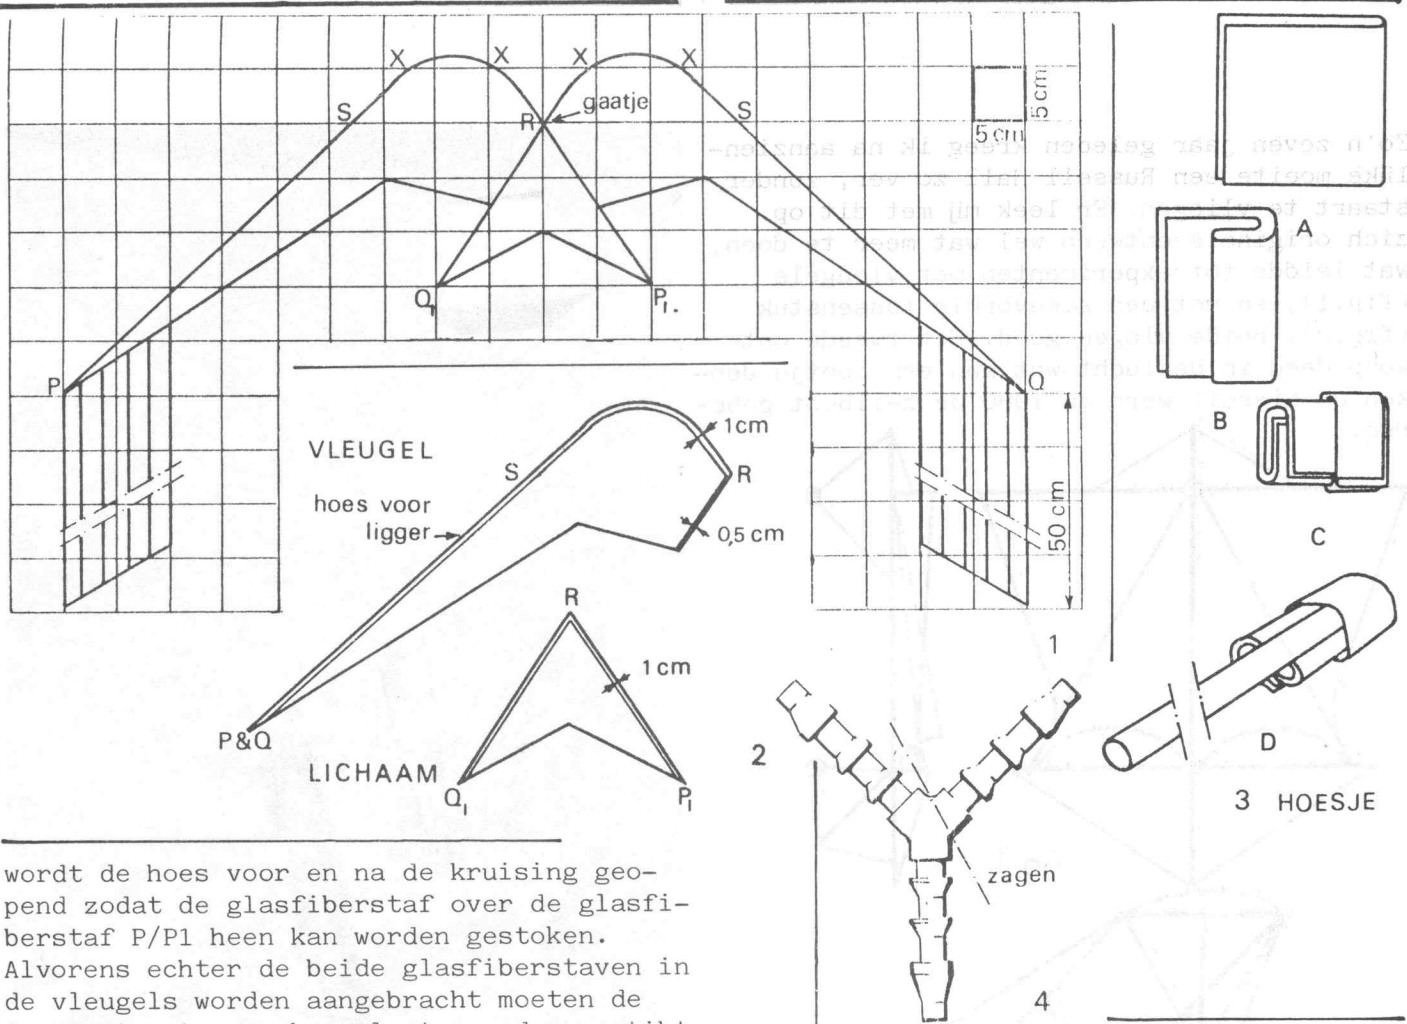 X X X X
S S
R gaatje
5 cm
5 cm
Q₁ P₁.
P Q
VLEUGEL
S
1 cm
R
hoes voor
ligger
0,5 cm
50 cm
P&Q
LICHAAM
R
1 cm
Q₁ P₁
1
2
zagen
4
A
B
C
D
3 HOESJE
wordt de hoes voor en na de kruising geo-
pend zodat de glasfiberstaf over de glasfi-
berstaf P/P1 heen kan worden gestoken.
Alvorens echter de beide glasfiberstaven in
de vleugels worden aangebracht moeten de